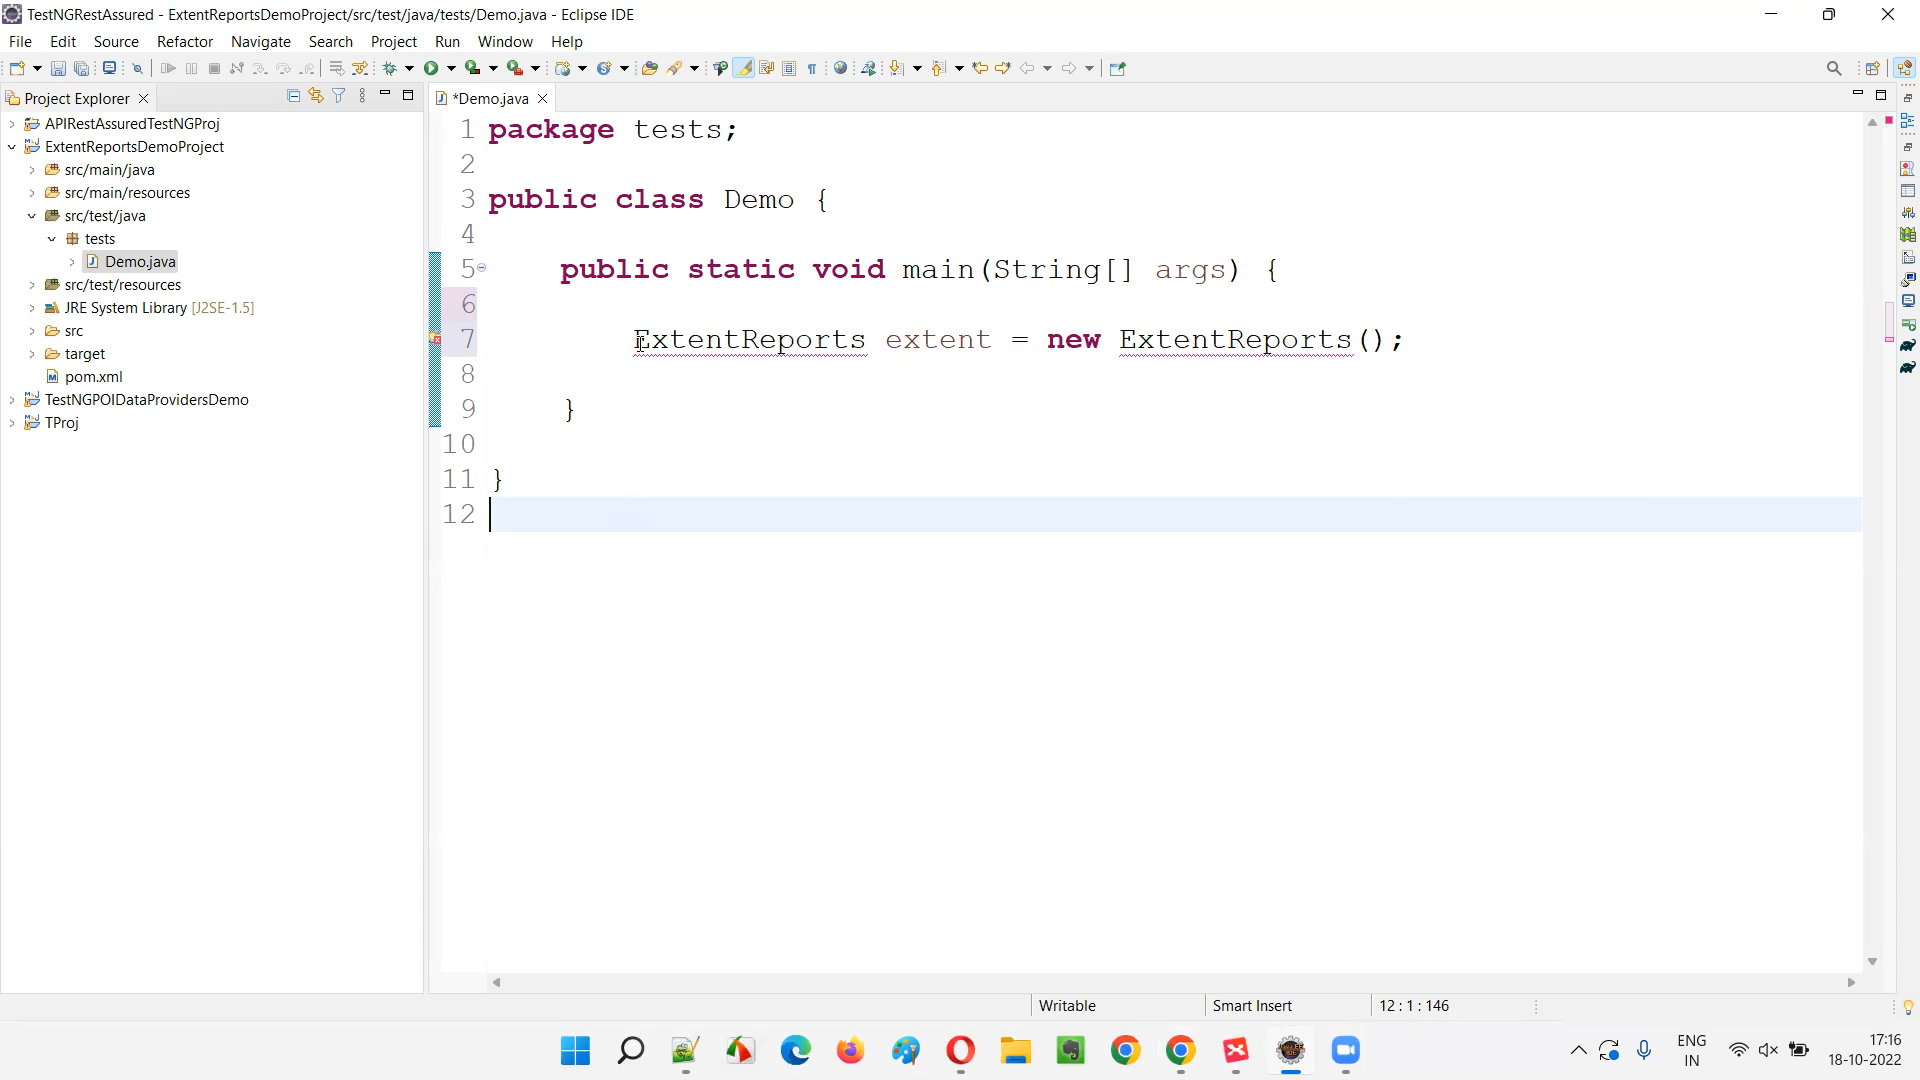 TestNGRestAssured - ExtentReportsDemoProject/src/test/java/tests/Demo.java - Eclipse IDE
File Edit Source Refactor Navigate Search Project Run Window Help
Project Explorer
*Demo.java
APIRestAssuredTestNGProj
ExtentReportsDemoProject
src/main/java
src/main/resources
src/test/java
tests
Demo.java
src/test/resources
JRE System Library [J2SE-1.5]
src
target
pom.xml
TestNGPOIDataProvidersDemo
TProj
1 package tests;
2
3 public class Demo {
4
5 public static void main(String[] args) {
6
7 ExtentReports extent = new ExtentReports();
8
9 }
10
11 }
12
Writable Smart Insert 12 : 1 : 146
ENG
IN
17:16
18-10-2022